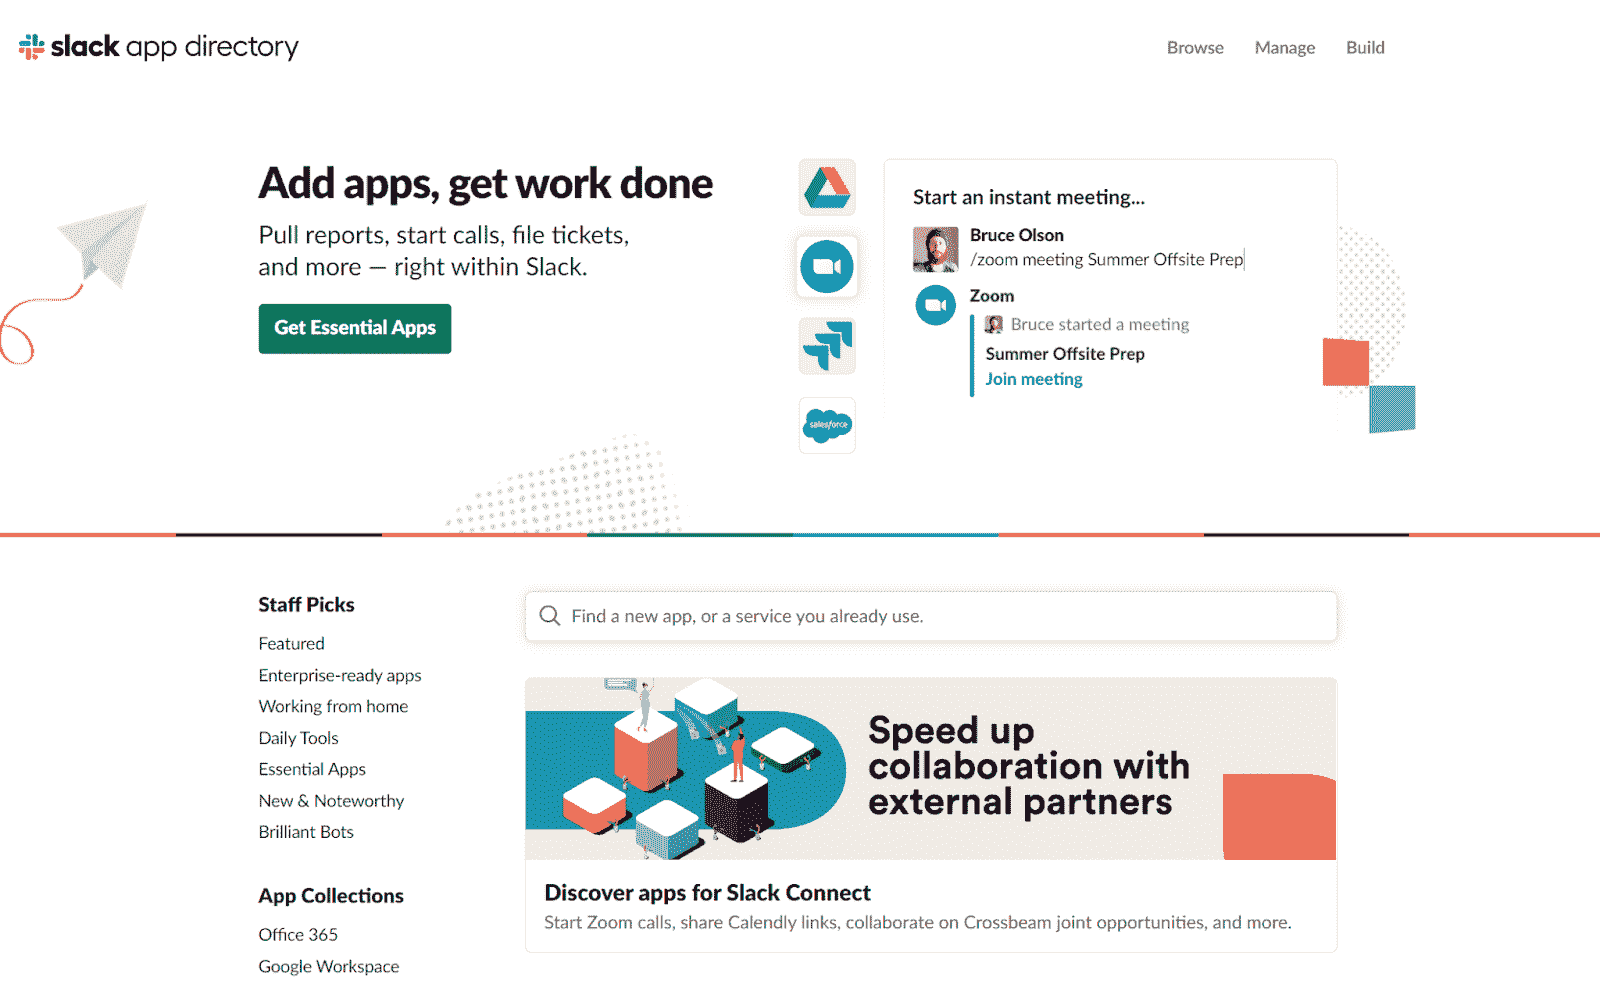 slack app directory
Browse
Manage
Build
Add apps, get work done
Pull reports, start calls, file tickets,
and more — right within Slack.
Get Essential Apps
salesforce
Start an instant meeting...
Bruce Olson
/zoom meeting Summer Offsite Prep
Zoom
Bruce started a meeting
Summer Offsite Prep
Join meeting
Staff Picks
Featured
Enterprise-ready apps
Working from home
Daily Tools
Essential Apps
New & Noteworthy
Brilliant Bots
App Collections
Office 365
Google Workspace
Find a new app, or a service you already use.
Speed up
collaboration with
external partners
Discover apps for Slack Connect
Start Zoom calls, share Calendly links, collaborate on Crossbeam joint opportunities, and more.